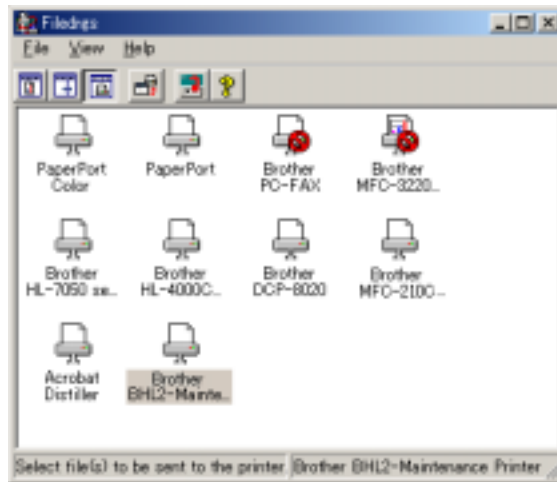 Filedrgs
File View Help
PaperPort
Color
PaperPort
Brother
PC-FAX
Brother
MFC-3220...
Brother
HL-7050 se...
Brother
HL-4000C...
Brother
DCP-8020
Brother
MFC-210C...
Acrobat
Distiller
Brother
BHL2-Mainte...
Select file(s) to be sent to the printer Brother BHL2-Maintenance Printer